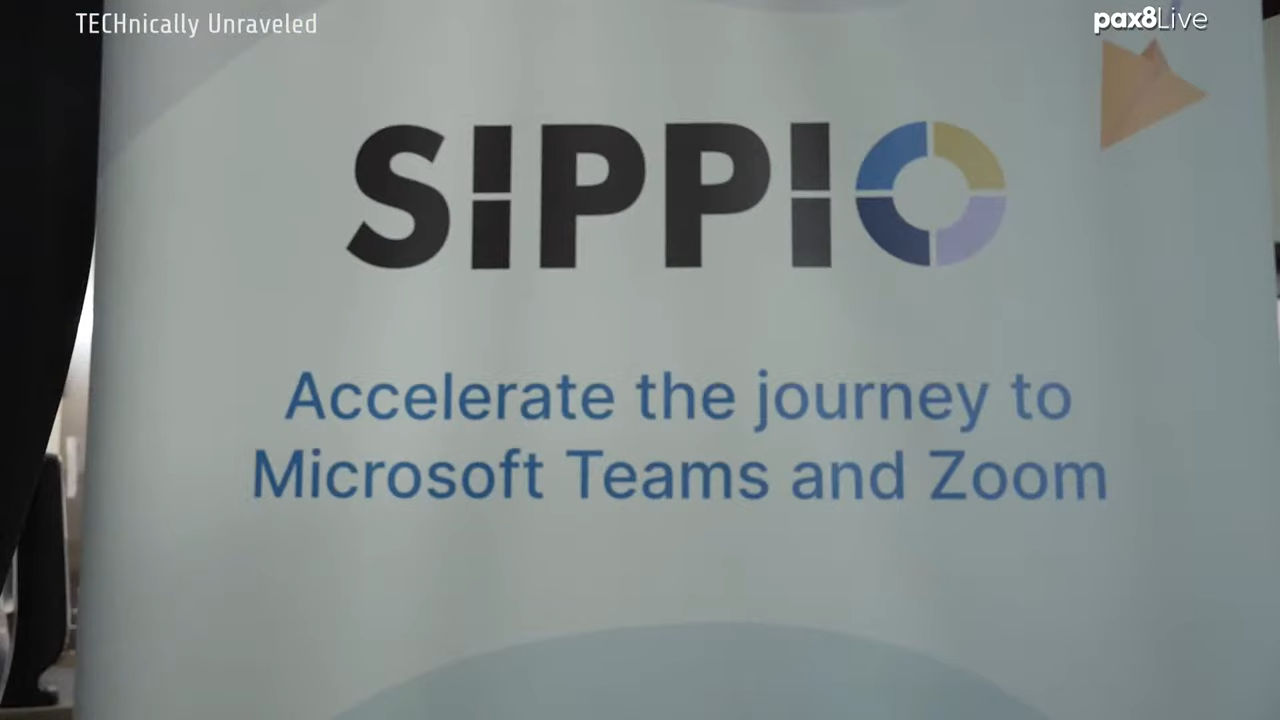 TECHnically Unraveled
pax8Live
SIPPIO
Accelerate the journey to
Microsoft Teams and Zoom